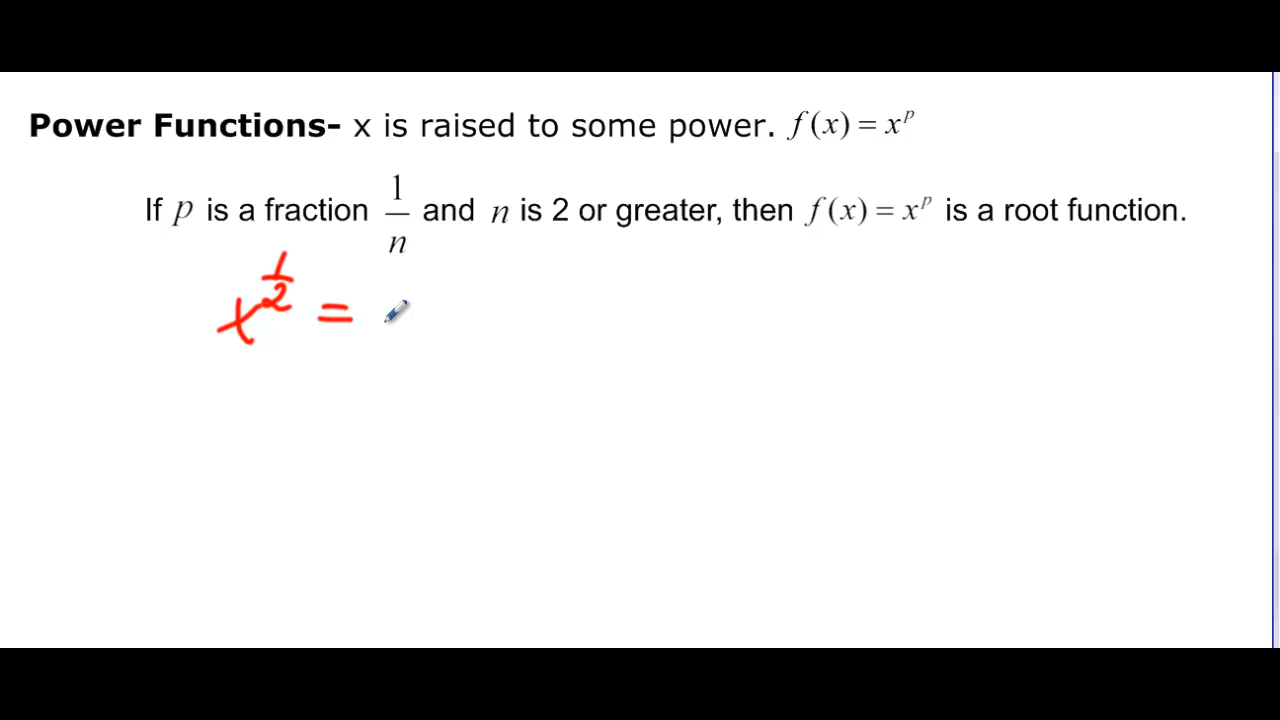 Power Functions- x is raised to some power. f(x) = x^p
If p is a fraction 1/n and n is 2 or greater, then f(x) = x^p is a root function.
x^1/2 =